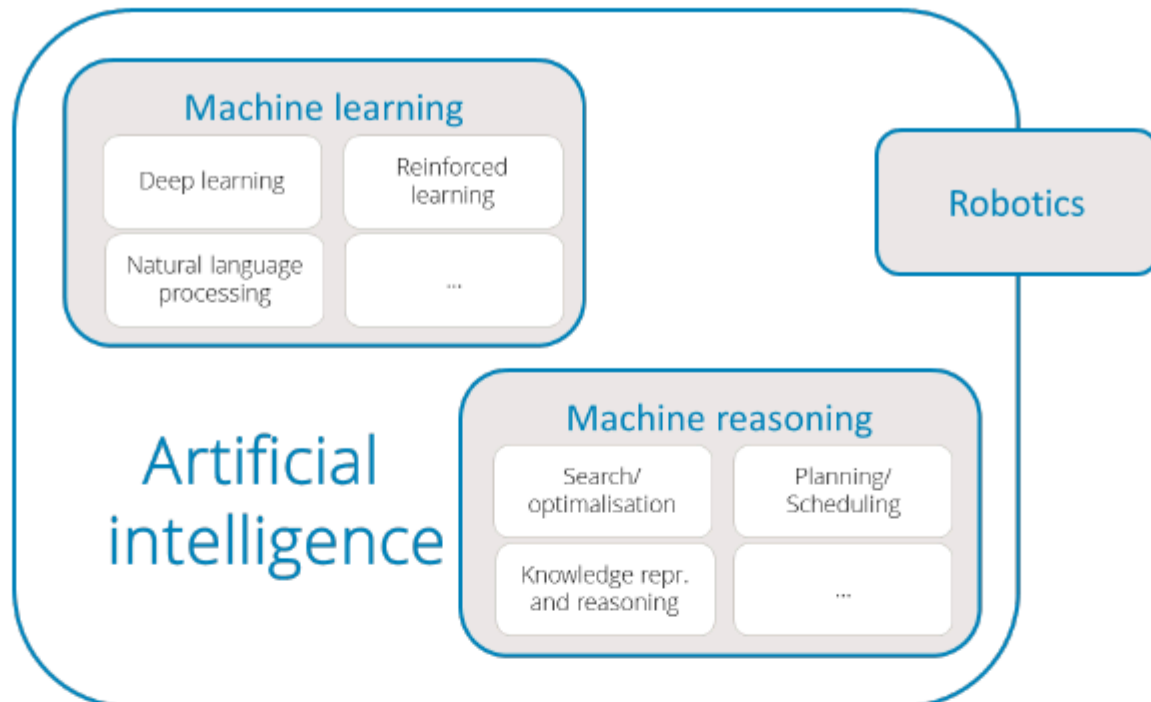 Machine learning
Deep learning
Reinforced
learning
Natural language
processing
...
Robotics
Artificial
intelligence
Machine reasoning
Search/
optimalisation
Planning/
Scheduling
Knowledge repr.
and reasoning
...